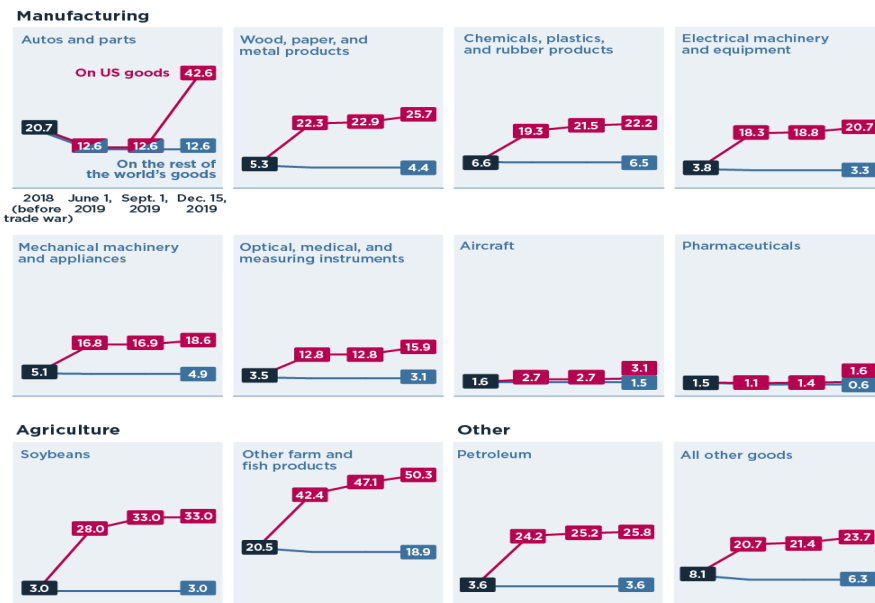 Manufacturing
Autos and parts
On US goods
42.6
20.7
12.6
12.6
12.6
On the rest of
the world's goods
2018
(before
trade war)
June 1,
2019
Sept. 1,
2019
Dec. 15,
2019
Wood, paper, and
metal products
22.3
22.9
25.7
5.3
4.4
Chemicals, plastics,
and rubber products
19.3
21.5
22.2
6.6
6.5
Electrical machinery
and equipment
18.3
18.8
20.7
3.8
3.3
Mechanical machinery
and appliances
16.8
16.9
18.6
5.1
4.9
Optical, medical, and
measuring instruments
12.8
12.8
15.9
3.5
3.1
Aircraft
1.6
2.7
2.7
3.1
1.5
Pharmaceuticals
1.5
1.1
1.4
1.6
0.6
Agriculture
Soybeans
28.0
33.0
33.0
3.0
3.0
Other farm and
fish products
42.4
47.1
50.3
20.5
18.9
Other
Petroleum
24.2
25.2
25.8
3.6
3.6
All other goods
20.7
21.4
23.7
8.1
6.3